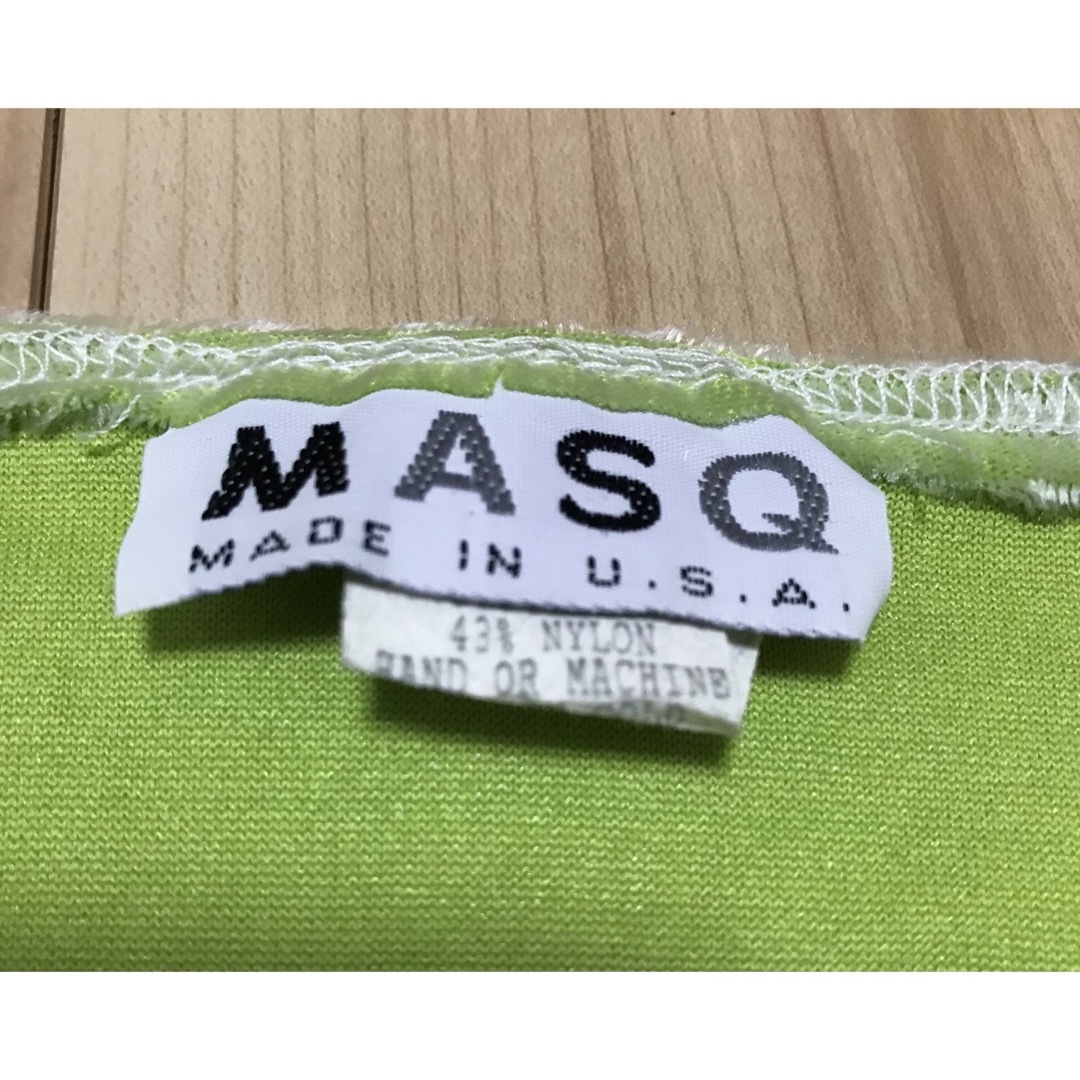 MASQ
MADE IN U.S.A.
43% NYLON
HAND OR MACHINE